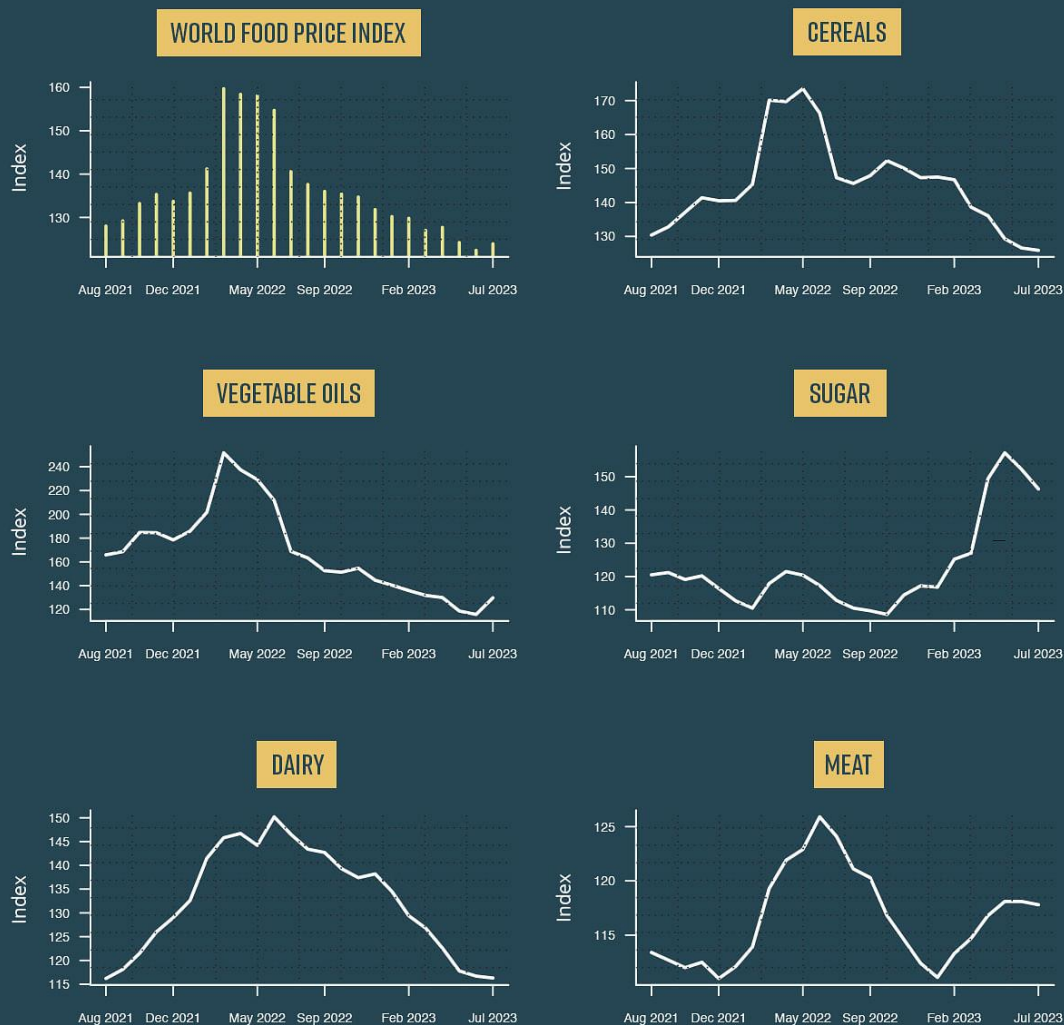 WORLD FOOD PRICE INDEX
Index
160
150
140
130
Aug 2021 Dec 2021 May 2022 Sep 2022 Feb 2023 Jul 2023
CEREALS
Index
170
160
150
140
130
Aug 2021 Dec 2021 May 2022 Sep 2022 Feb 2023 Jul 2023
VEGETABLE OILS
Index
240
220
200
180
160
140
120
Aug 2021 Dec 2021 May 2022 Sep 2022 Feb 2023 Jul 2023
SUGAR
Index
150
140
130
120
110
Aug 2021 Dec 2021 May 2022 Sep 2022 Feb 2023 Jul 2023
DAIRY
Index
150
145
140
135
130
125
120
115
Aug 2021 Dec 2021 May 2022 Sep 2022 Feb 2023 Jul 2023
MEAT
Index
125
120
115
Aug 2021 Dec 2021 May 2022 Sep 2022 Feb 2023 Jul 2023